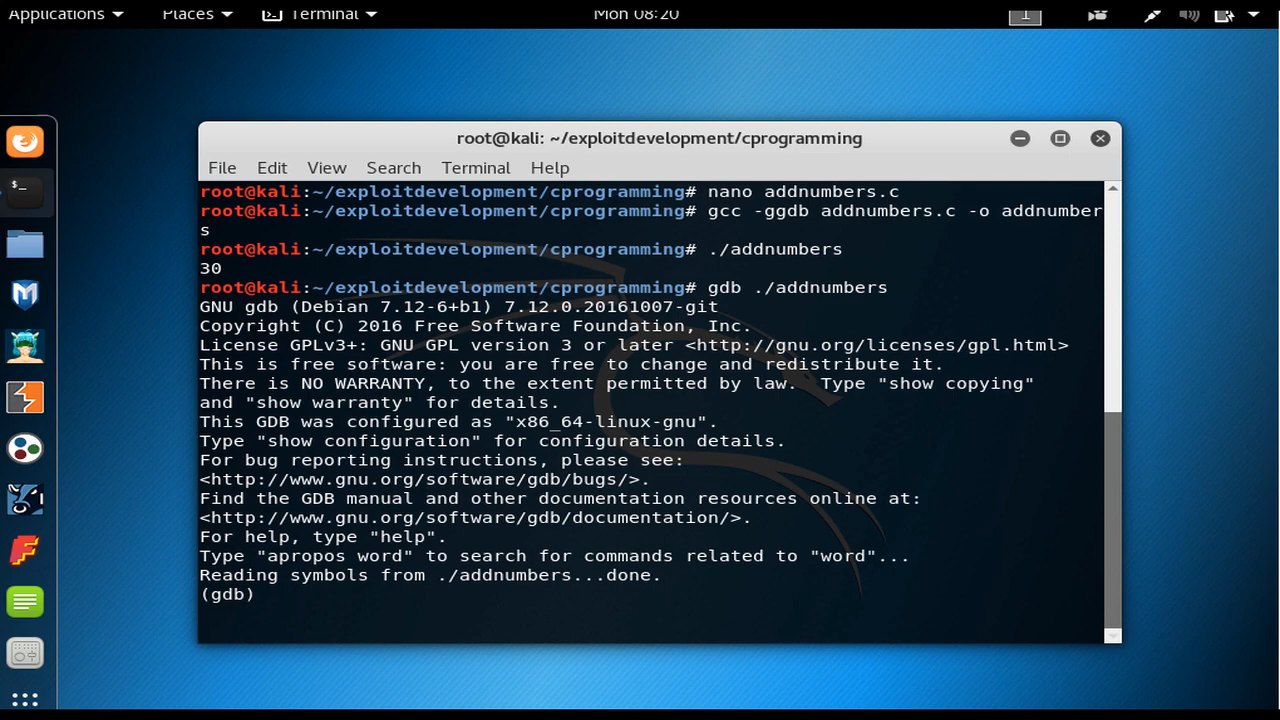 Applications Places Terminal Mon 08:20 1
root@kali: ~/exploitdevelopment/cprogramming
File Edit View Search Terminal Help
root@kali:~/exploitdevelopment/cprogramming# nano addnumbers.c
root@kali:~/exploitdevelopment/cprogramming# gcc -ggdb addnumbers.c -o addnumber
s
root@kali:~/exploitdevelopment/cprogramming# ./addnumbers
30
root@kali:~/exploitdevelopment/cprogramming# gdb ./addnumbers
GNU gdb (Debian 7.12-6+b1) 7.12.0.20161007-git
Copyright (C) 2016 Free Software Foundation, Inc.
License GPLv3+: GNU GPL version 3 or later <http://gnu.org/licenses/gpl.html>
This is free software: you are free to change and redistribute it.
There is NO WARRANTY, to the extent permitted by law.  Type "show copying"
and "show warranty" for details.
This GDB was configured as "x86_64-linux-gnu".
Type "show configuration" for configuration details.
For bug reporting instructions, please see:
<http://www.gnu.org/software/gdb/bugs/>.
Find the GDB manual and other documentation resources online at:
<http://www.gnu.org/software/gdb/documentation/>.
For help, type "help".
Type "apropos word" to search for commands related to "word"...
Reading symbols from ./addnumbers...done.
(gdb)